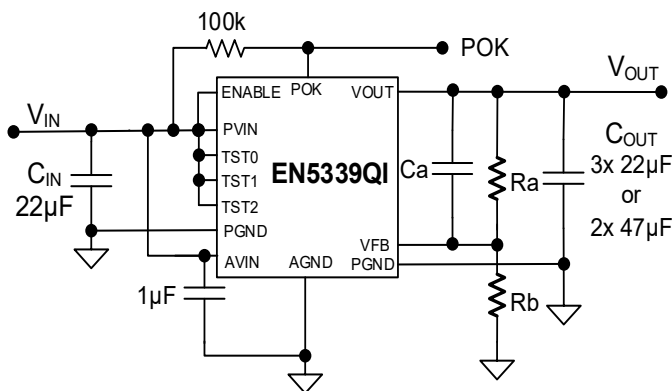 100k
POK
ENABLE
POK
VOUT
VOUT
VIN
PVIN
CIN
22µF
TST0
TST1
TST2
EN5339QI
Ca
Ra
COUT
3x 22µF
or
2x 47µF
PGND
VFB
AVIN
AGND
PGND
1µF
Rb